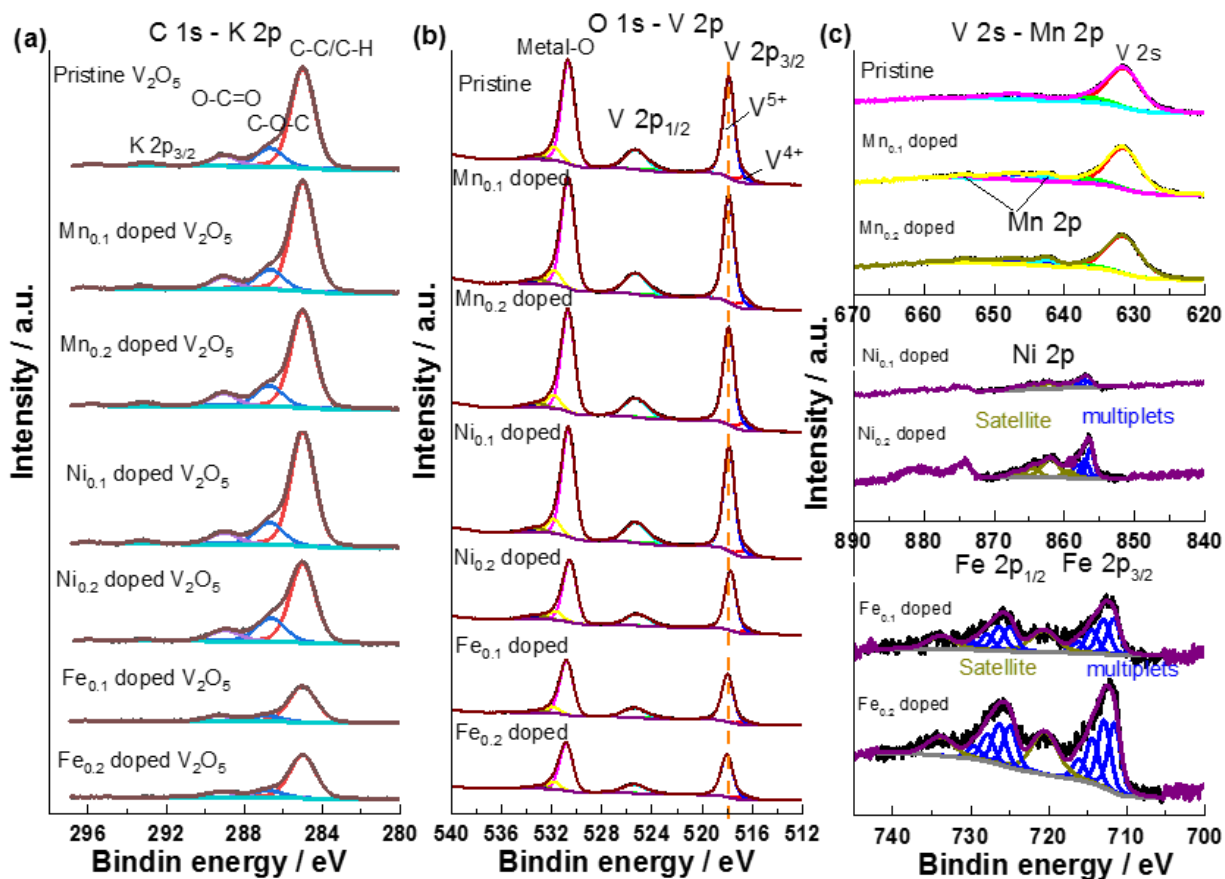 (a)
C 1s - K 2p
C-C/C-H
Pristine V₂O₅
O-C=O
C-O-C
K 2p₃/₂
Mn₀.₁ doped V₂O₅
Mn₀.₂ doped V₂O₅
Ni₀.₁ doped V₂O₅
Ni₀.₂ doped V₂O₅
Fe₀.₁ doped V₂O₅
Fe₀.₂ doped V₂O₅
Intensity / a.u.
296 292 288 284 280
Bindin energy / eV
(b)
O 1s - V 2p
Metal-O
V 2p₃/₂
Pristine
V⁵⁺
V 2p₁/₂
V⁴⁺
Mn₀.₁ doped
Mn₀.₂ doped
Ni₀.₁ doped
Ni₀.₂ doped
Fe₀.₁ doped
Fe₀.₂ doped
Intensity / a.u.
540 536 532 528 524 520 516 512
Bindin energy / eV
(c)
V 2s - Mn 2p
V 2s
Pristine
Mn₀.₁ doped
Mn 2p
Mn₀.₂ doped
670 660 650 640 630 620
Ni₀.₁ doped
Ni 2p
Satellite
multiplets
Ni₀.₂ doped
890 880 870 860 850 840
Fe 2p₁/₂
Fe 2p₃/₂
Fe₀.₁ doped
Satellite
multiplets
Fe₀.₂ doped
Intensity / a.u.
740 730 720 710 700
Bindin energy / eV